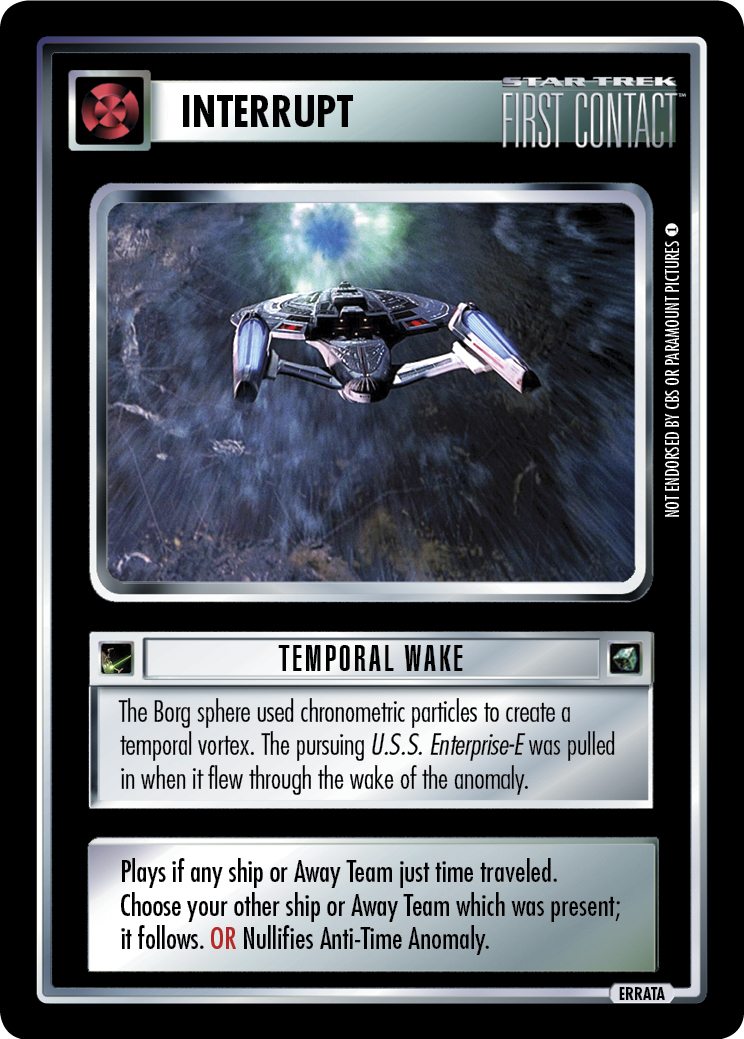 INTERRUPT
STAR TREK
FIRST CONTACT™
NOT ENDORSED BY CBS OR PARAMOUNT PICTURES 1
TEMPORAL WAKE
The Borg sphere used chronometric particles to create a
temporal vortex. The pursuing U.S.S. Enterprise-E was pulled
in when it flew through the wake of the anomaly.
Plays if any ship or Away Team just time traveled.
Choose your other ship or Away Team which was present;
it follows. OR Nullifies Anti-Time Anomaly.
ERRATA